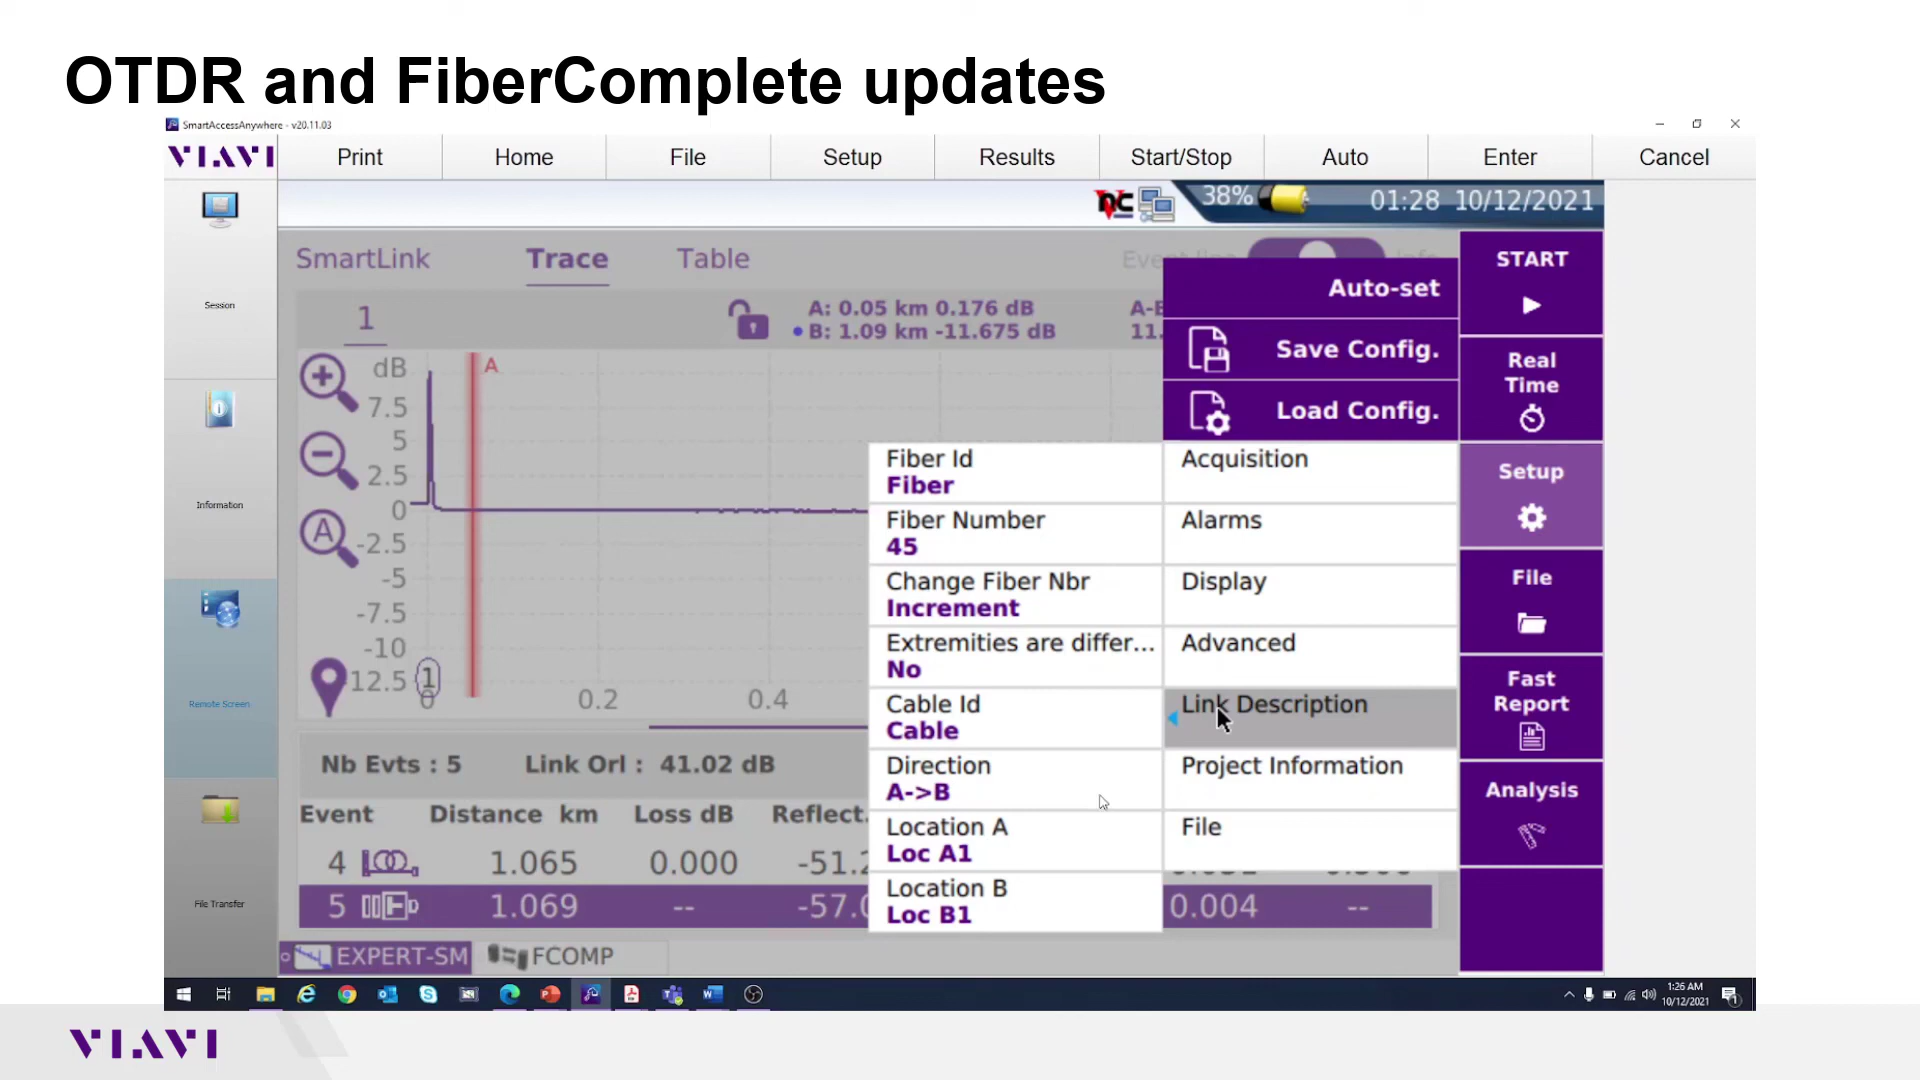 OTDR and FiberComplete updates
SmartAccessAnywhere - v20.11.03
VIAVI
Print
Home
File
Setup
Results
Start/Stop
Auto
Enter
Cancel
38%
01:28 10/12/2021
Session
Information
Remote Screen
File Transfer
SmartLink
Trace
Table
1
A: 0.05 km 0.176 dB
B: 1.09 km -11.675 dB
11.
A
dB
7.5
5
2.5
0
-2.5
-5
-7.5
-10
12.5
1
0
0.2
0.4
A
Nb Evts : 5
Link Orl : 41.02 dB
Event
Distance km
Loss dB
Reflect.
4
1.065
0.000
-51.2
5
1.069
--
-57.0
0.004
--
EXPERT-SM
FCOMP
Auto-set
Save Config.
Load Config.
Fiber Id
Fiber
Fiber Number
45
Change Fiber Nbr
Increment
Extremities are differ...
No
Cable Id
Cable
Direction
A->B
Location A
Loc A1
Location B
Loc B1
Acquisition
Alarms
Display
Advanced
Link Description
Project Information
File
START
Real
Time
Setup
File
Fast
Report
Analysis
1:26 AM
10/12/2021
VIAVI